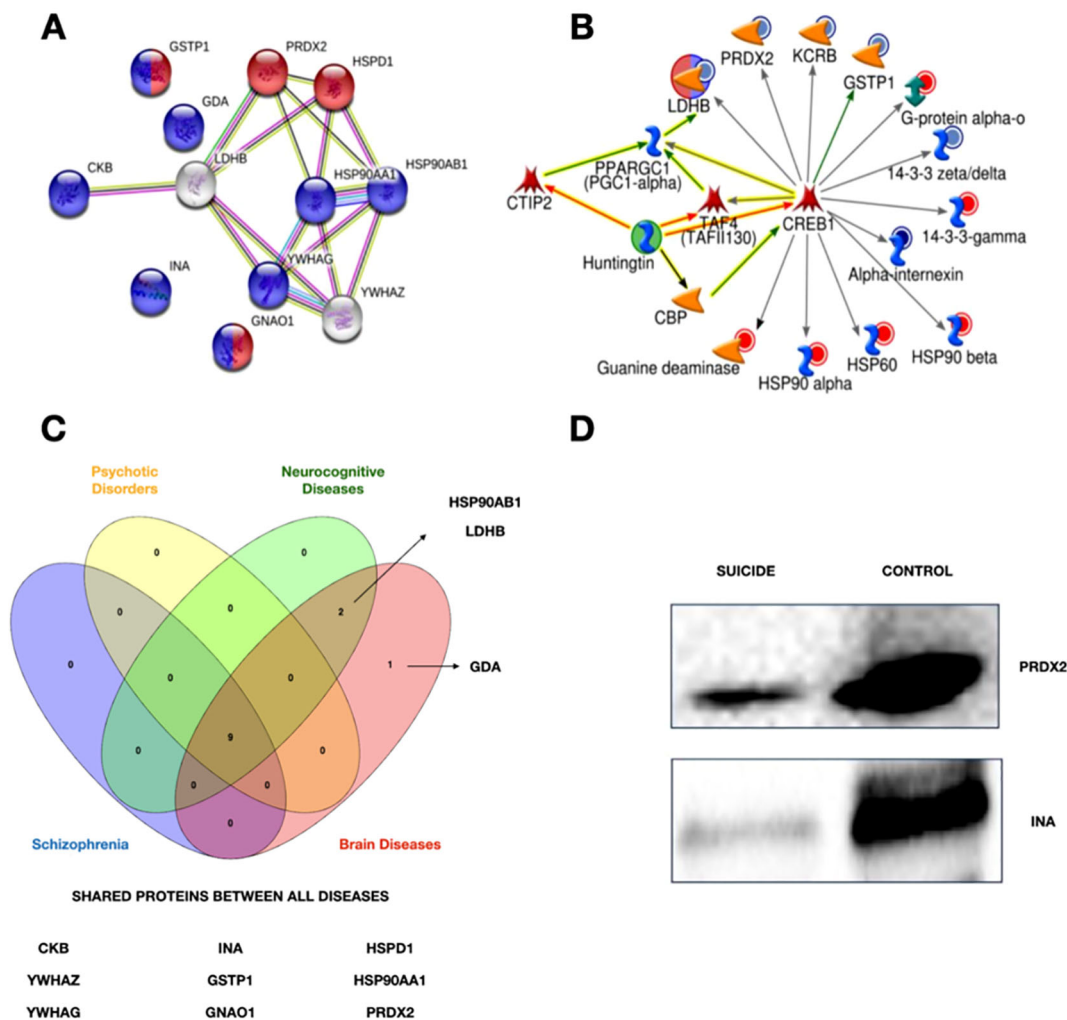 A
GSTP1
PRDX2
HSPD1
GDA
LDHB
HSP90AB1
HSP90AA1
CKB
YWHAG
INA
YWHAZ
GNAO1
B
PRDX2
KCRB
GSTP1
LDHB
G-protein alpha-o
PPARGC1
(PGC1-alpha)
14-3-3 zeta/delta
CTIP2
TAF4
(TAFII130)
CREB1
14-3-3-gamma
Huntingtin
Alpha-internexin
CBP
Guanine deaminase
HSP90 alpha
HSP60
HSP90 beta
C
Psychotic
Disorders
Neurocognitive
Diseases
HSP90AB1
LDHB
0
0
0
0
2
0
1
GDA
0
0
9
0
0
0
0
0
Schizophrenia
Brain Diseases
SHARED PROTEINS BETWEEN ALL DISEASES
CKB INA HSPD1
YWHAZ GSTP1 HSP90AA1
YWHAG GNAO1 PRDX2
D
SUICIDE CONTROL
PRDX2
INA